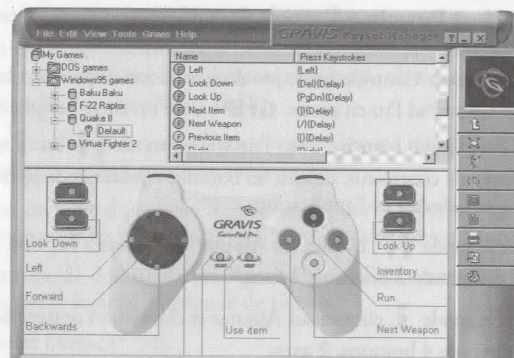 File Edit View Tools Gravis Help
GRAVIS Keyset Manager
My Games
DOS games
Windows95 games
Baku Baku
F-22 Raptor
Quake II
Default
Virtua Fighter 2
Name Press Keystrokes
Left {Left}
Look Down {Del}{Delay}
Look Up {PgDn}{Delay}
Next Item {]}{Delay}
Next Weapon {/}{Delay}
Previous Item {[}{Delay}
Right {Right}
GRAVIS
GamePad Pro
Look Down
Left
Forward
Backwards
Use item
Look Up
Inventory
Run
Next Weapon